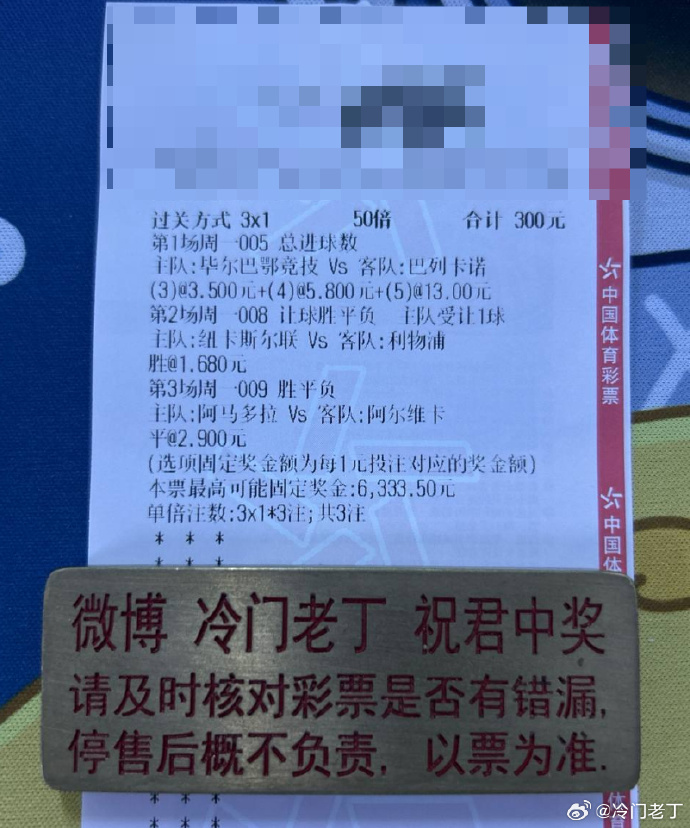 过关方式 3x1 50倍 合计 300元
第1场周一005 总进球数
主队:毕尔巴鄂竞技 Vs 客队:巴列卡诺
(3)@3.500元+(4)@5.800元+(5)@13.00元
第2场周一008 让球胜平负 主队受让1球
主队:纽卡斯尔联 Vs 客队:利物浦
胜@1.680元
第3场周一009 胜平负
主队:阿马多拉 Vs 客队:阿尔维卡
平@2.900元
(选项固定奖金额为每1元投注对应的奖金额)
本票最高可能固定奖金:6,333.50元
单倍注数:3x1*3注;共3注
* * *
* * *
中国体育彩票
中国体
微博 冷门老丁 祝君中奖
请及时核对彩票是否有错漏,
停售后概不负责, 以票为准.
* * *
* * *
育
@冷门老丁